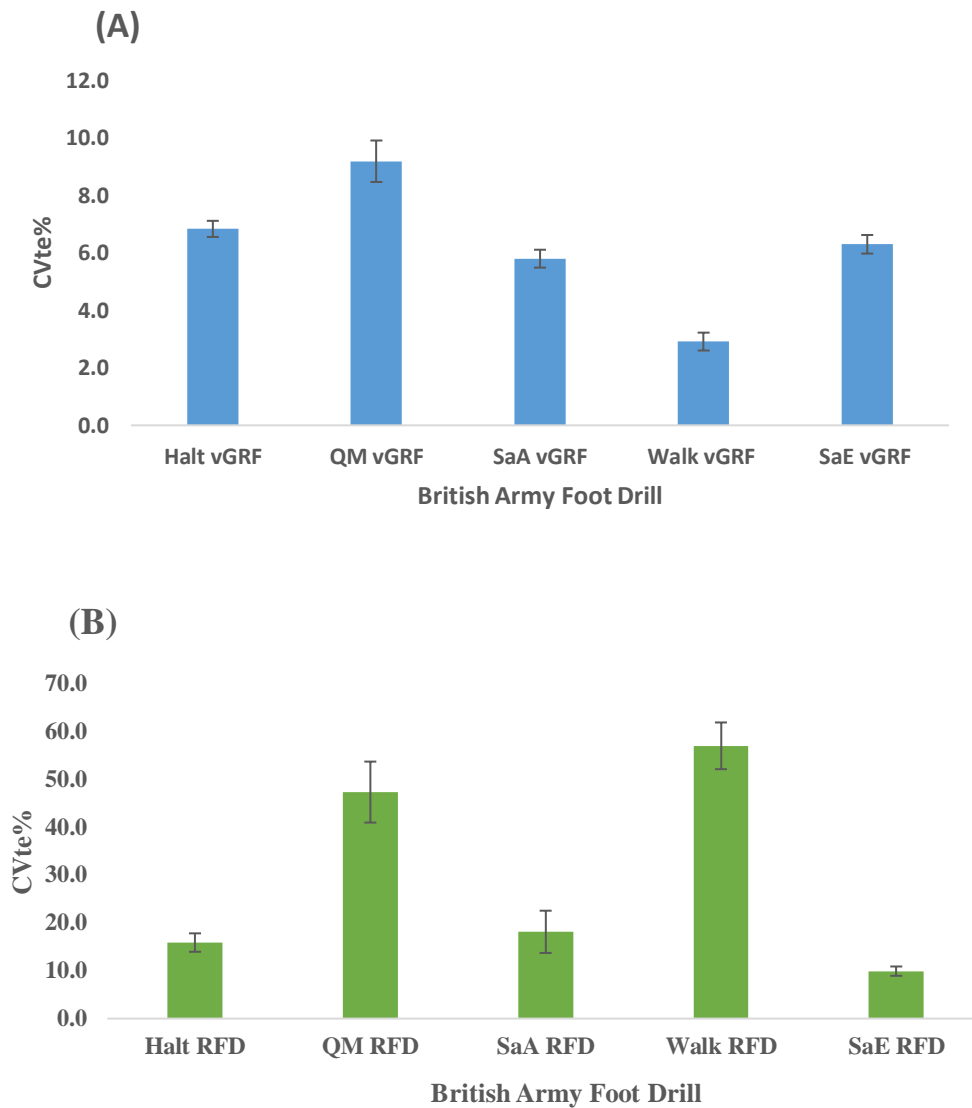 (A)
12.0
10.0
8.0
6.0
4.0
2.0
0.0
CVte%
Halt vGRF QM vGRF SaA vGRF Walk vGRF SaE vGRF
British Army Foot Drill
(B)
70.0
60.0
50.0
40.0
30.0
20.0
10.0
0.0
CVte%
Halt RFD QM RFD SaA RFD Walk RFD SaE RFD
British Army Foot Drill